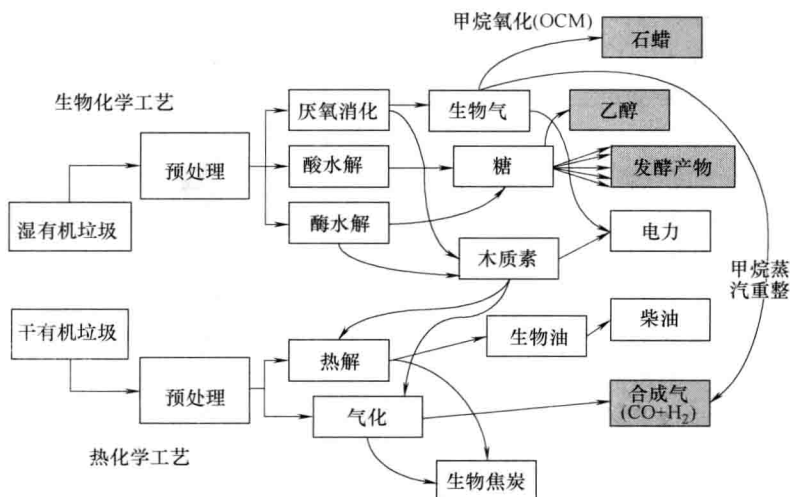 甲烷氧化(OCM)
石蜡
生物化学工艺
厌氧消化
生物气
乙醇
预处理
酸水解
糖
发酵产物
湿有机垃圾
酶水解
电力
木质素
甲烷蒸
汽重整
干有机垃圾
热解
生物油
柴油
预处理
气化
合成气
(CO+H₂)
热化学工艺
生物焦炭